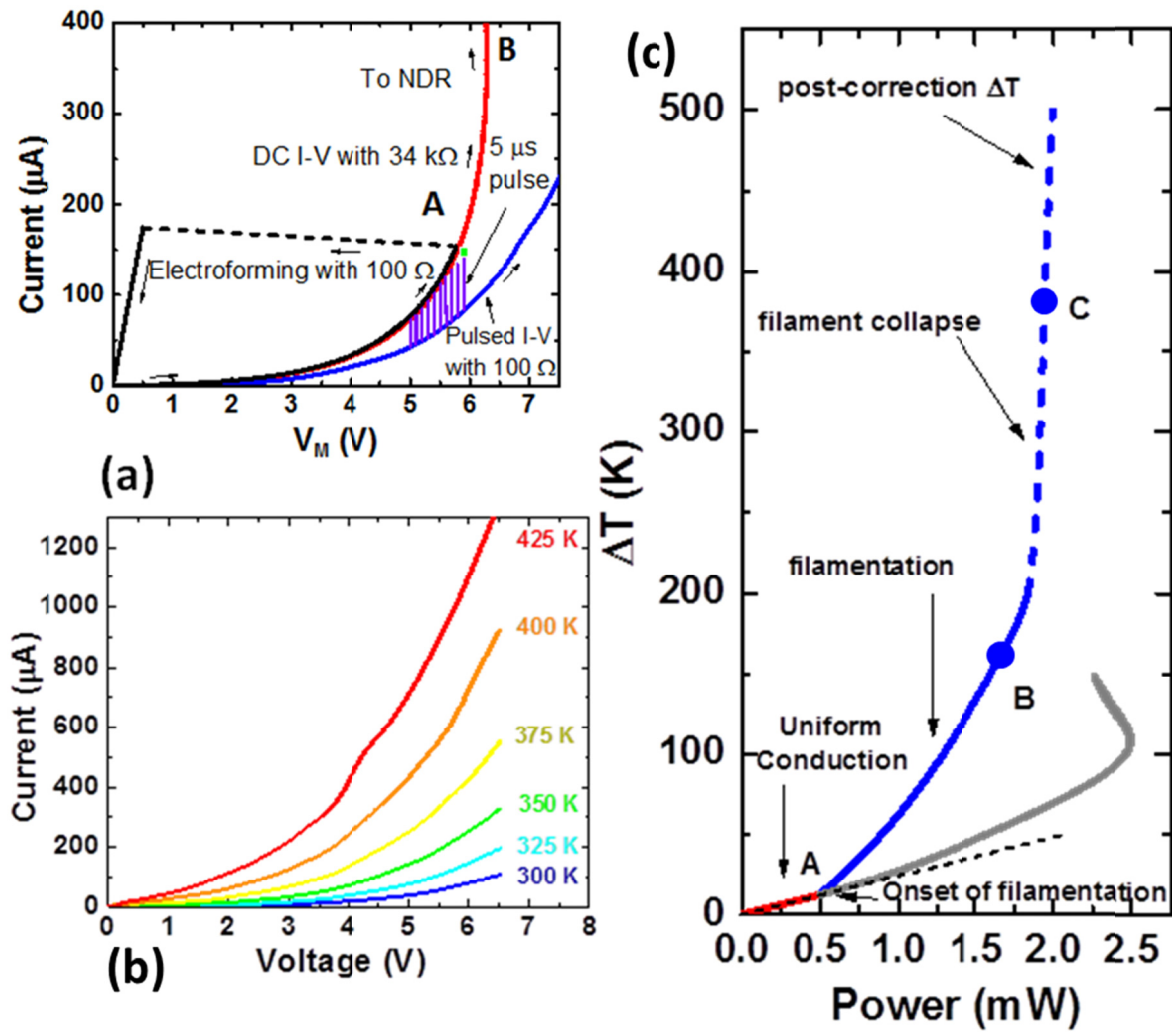 400
300
200
100
0
Current (µA)
B
To NDR
DC I-V with 34 kΩ
5 µs
pulse
A
Electroforming with 100 Ω
Pulsed I-V
with 100 Ω
0 1 2 3 4 5 6 7
V_M (V)
(a)
1200
1000
800
600
400
200
0
Current (µA)
425 K
400 K
375 K
350 K
325 K
300 K
0 1 2 3 4 5 6 7 8
Voltage (V)
(b)
(c)
500
400
300
200
100
0
ΔT (K)
post-correction ΔT
C
filament collapse
filamentation
B
Uniform
Conduction
A
Onset of filamentation
0.0 0.5 1.0 1.5 2.0 2.5
Power (mW)